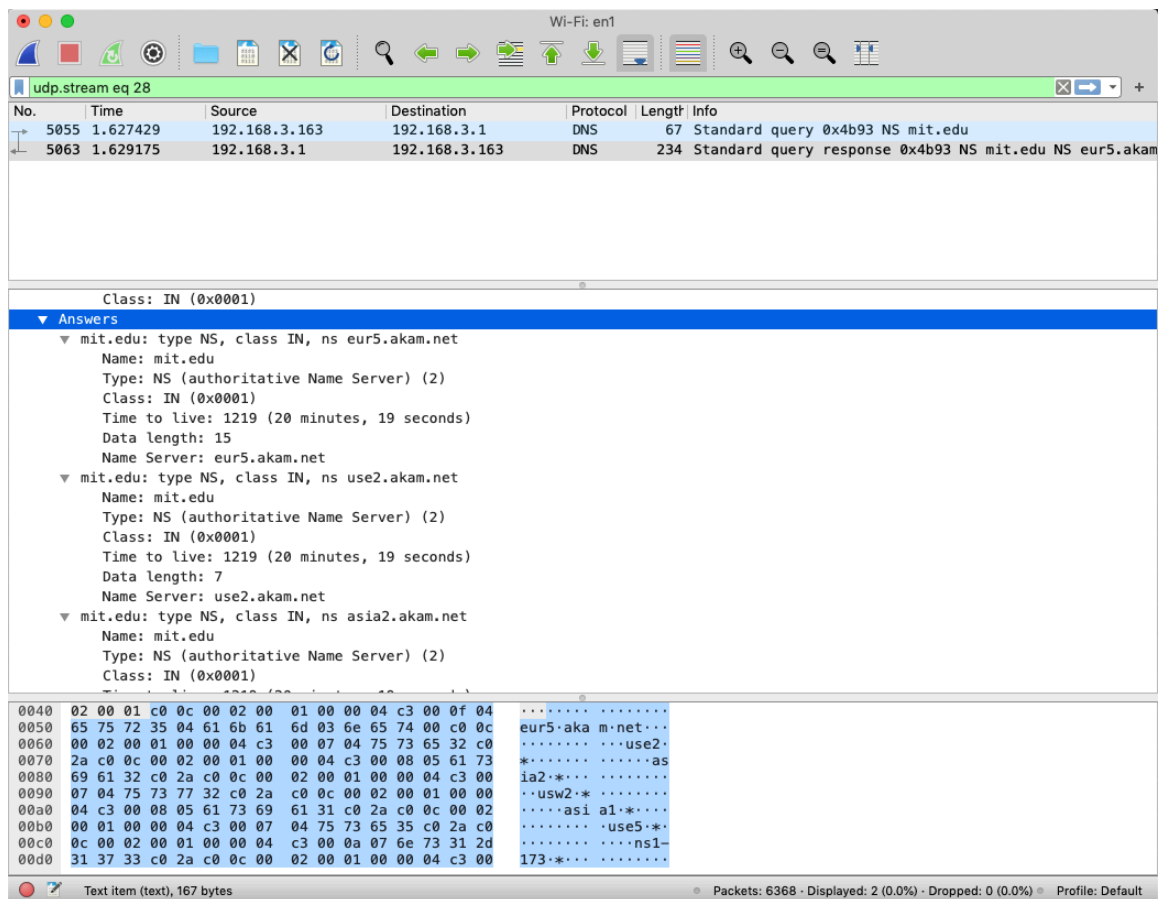 Wi-Fi: en1
udp.stream eq 28
No. Time Source Destination Protocol Length Info
5055 1.627429 192.168.3.163 192.168.3.1 DNS 67 Standard query 0x4b93 NS mit.edu
5063 1.629175 192.168.3.1 192.168.3.163 DNS 234 Standard query response 0x4b93 NS mit.edu NS eur5.akam
Class: IN (0x0001)
Answers
mit.edu: type NS, class IN, ns eur5.akam.net
Name: mit.edu
Type: NS (authoritative Name Server) (2)
Class: IN (0x0001)
Time to live: 1219 (20 minutes, 19 seconds)
Data length: 15
Name Server: eur5.akam.net
mit.edu: type NS, class IN, ns use2.akam.net
Name: mit.edu
Type: NS (authoritative Name Server) (2)
Class: IN (0x0001)
Time to live: 1219 (20 minutes, 19 seconds)
Data length: 7
Name Server: use2.akam.net
mit.edu: type NS, class IN, ns asia2.akam.net
Name: mit.edu
Type: NS (authoritative Name Server) (2)
Class: IN (0x0001)
0040 02 00 01 c0 0c 00 02 00 01 00 00 04 c3 00 0f 04 ········ ········
0050 65 75 72 35 04 61 6b 61 6d 03 6e 65 74 00 c0 0c eur5·aka m·net···
0060 00 02 00 01 00 00 04 c3 00 07 04 75 73 65 32 c0 ········ ···use2·
0070 2a c0 0c 00 02 00 01 00 00 04 c3 00 08 05 61 73 *······· ······as
0080 69 61 32 c0 2a c0 0c 00 02 00 01 00 00 04 c3 00 ia2·*··· ········
0090 07 04 75 73 77 32 c0 2a c0 0c 00 02 00 01 00 00 ··usw2·* ········
00a0 04 c3 00 08 05 61 73 69 61 31 c0 2a c0 0c 00 02 ·····asi a1·*····
00b0 00 01 00 00 04 c3 00 07 04 75 73 65 35 c0 2a c0 ········ ·use5·*·
00c0 0c 00 02 00 01 00 00 04 c3 00 0a 07 6e 73 31 2d ········ ····ns1-
00d0 31 37 33 c0 2a c0 0c 00 02 00 01 00 00 04 c3 00 173·*··· ········
Text item (text), 167 bytes Packets: 6368 · Displayed: 2 (0.0%) · Dropped: 0 (0.0%) Profile: Default